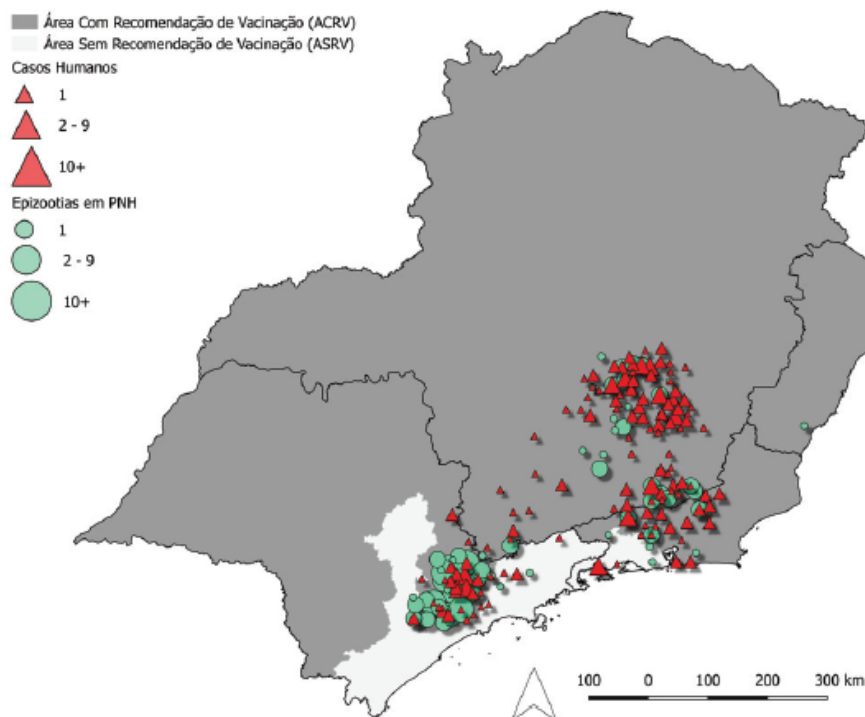 Área Com Recomendação de Vacinação (ACRV)
Área Sem Recomendação de Vacinação (ASRV)
Casos Humanos
1
2 - 9
10+
Epizootias em PNH
1
2 - 9
10+
100 0 100 200 300 km